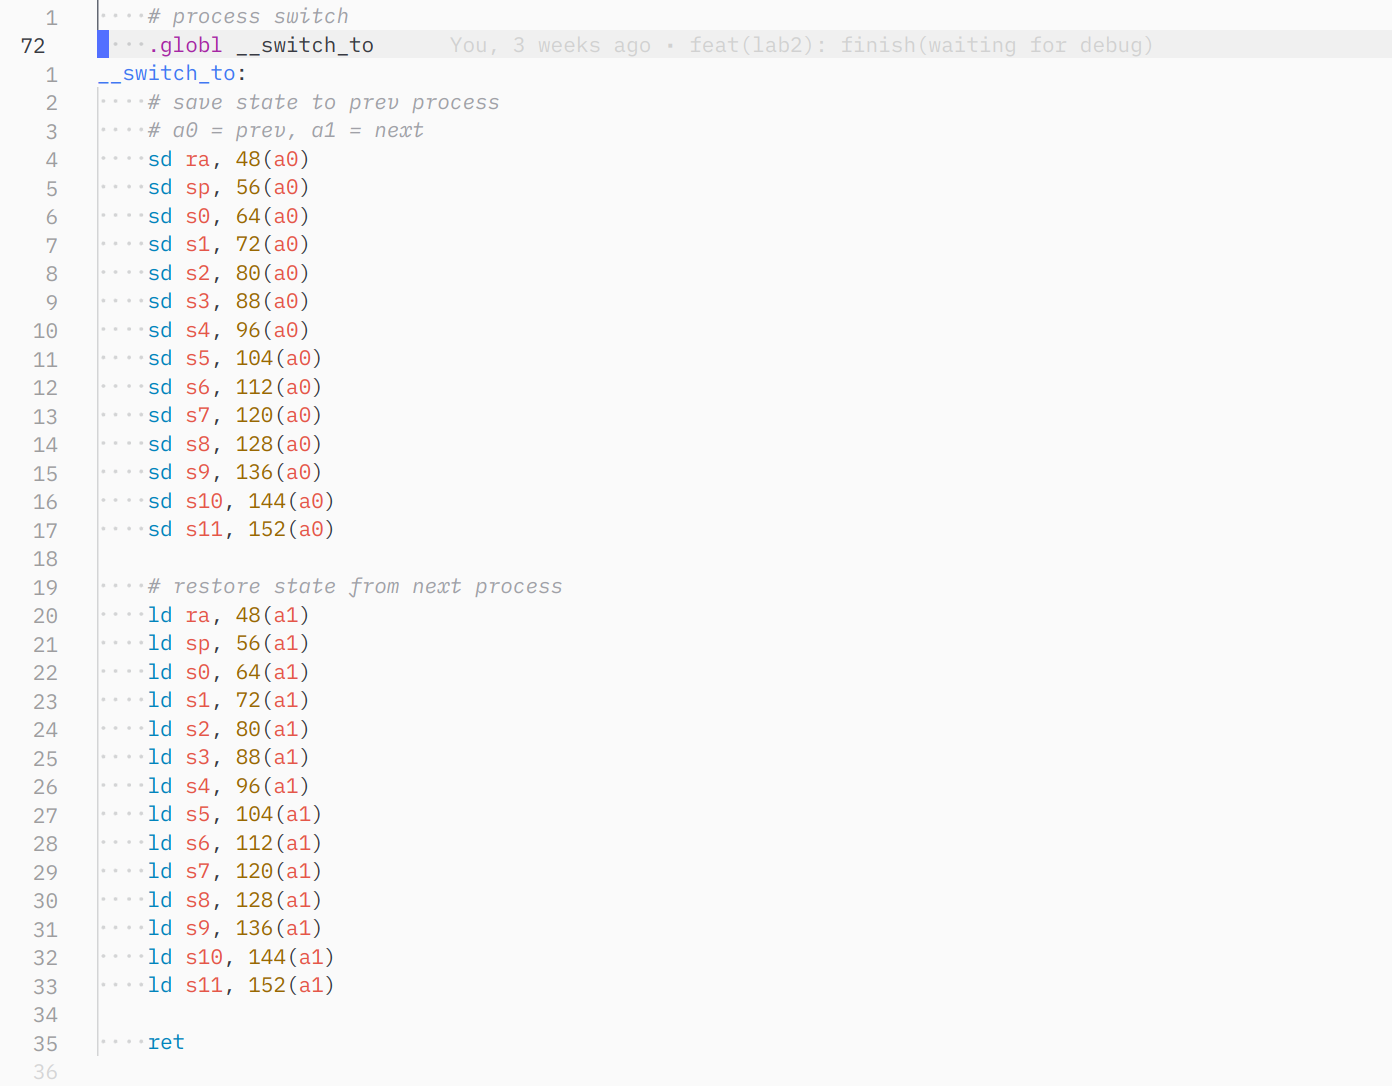 1 # process switch
72 .globl __switch_to You, 3 weeks ago • feat(lab2): finish(waiting for debug)
1 __switch_to:
2 # save state to prev process
3 # a0 = prev, a1 = next
4 sd ra, 48(a0)
5 sd sp, 56(a0)
6 sd s0, 64(a0)
7 sd s1, 72(a0)
8 sd s2, 80(a0)
9 sd s3, 88(a0)
10 sd s4, 96(a0)
11 sd s5, 104(a0)
12 sd s6, 112(a0)
13 sd s7, 120(a0)
14 sd s8, 128(a0)
15 sd s9, 136(a0)
16 sd s10, 144(a0)
17 sd s11, 152(a0)
18
19 # restore state from next process
20 ld ra, 48(a1)
21 ld sp, 56(a1)
22 ld s0, 64(a1)
23 ld s1, 72(a1)
24 ld s2, 80(a1)
25 ld s3, 88(a1)
26 ld s4, 96(a1)
27 ld s5, 104(a1)
28 ld s6, 112(a1)
29 ld s7, 120(a1)
30 ld s8, 128(a1)
31 ld s9, 136(a1)
32 ld s10, 144(a1)
33 ld s11, 152(a1)
34
35 ret
36